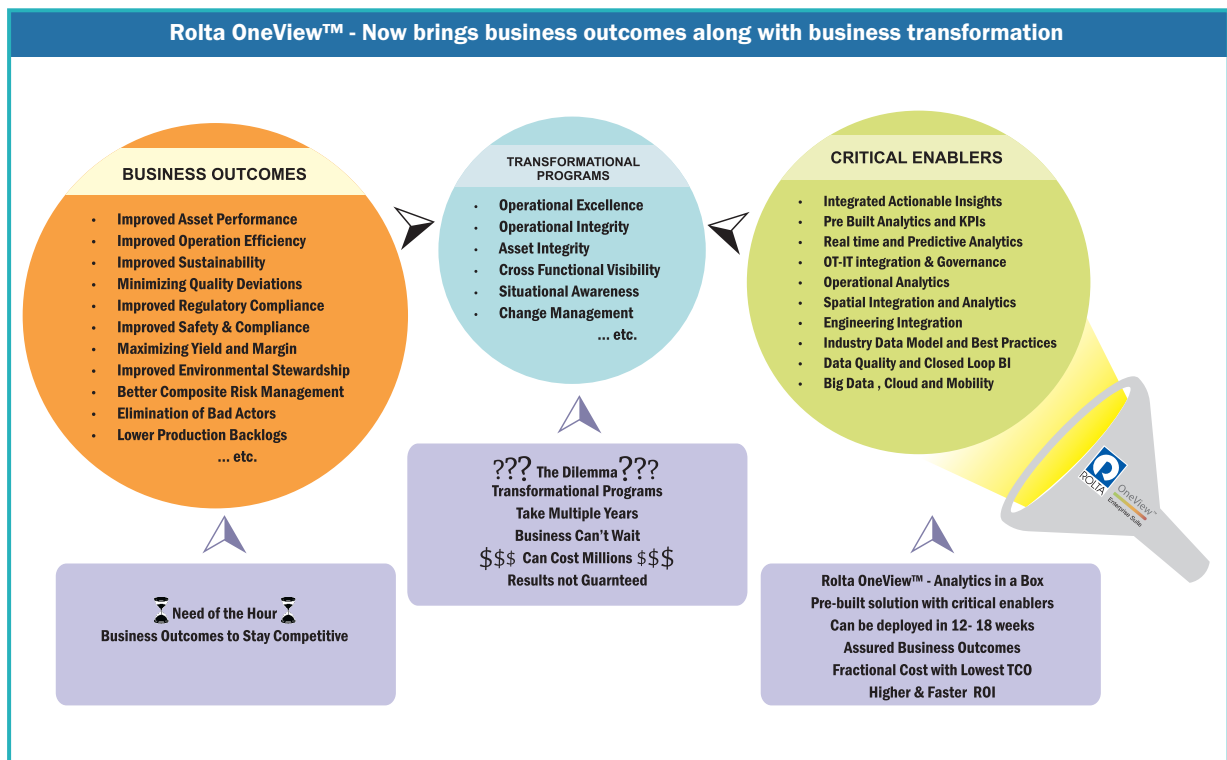 Rolta OneView™ - Now brings business outcomes along with business transformation
BUSINESS OUTCOMES
• Improved Asset Performance
• Improved Operation Efficiency
• Improved Sustainability
• Minimizing Quality Deviations
• Improved Regulatory Compliance
• Improved Safety & Compliance
• Maximizing Yield and Margin
• Improved Environmental Stewardship
• Better Composite Risk Management
• Elimination of Bad Actors
• Lower Production Backlogs
... etc.
TRANSFORMATIONAL
PROGRAMS
• Operational Excellence
• Operational Integrity
• Asset Integrity
• Cross Functional Visibility
• Situational Awareness
• Change Management
... etc.
CRITICAL ENABLERS
• Integrated Actionable Insights
• Pre Built Analytics and KPIs
• Real time and Predictive Analytics
• OT-IT integration & Governance
• Operational Analytics
• Spatial Integration and Analytics
• Engineering Integration
• Industry Data Model and Best Practices
• Data Quality and Closed Loop BI
• Big Data , Cloud and Mobility
ROLTA
OneView™
Enterprise Suite
Need of the Hour
Business Outcomes to Stay Competitive
??? The Dilemma ???
Transformational Programs
Take Multiple Years
Business Can't Wait
$$$ Can Cost Millions $$$
Results not Guarnteed
Rolta OneView™ - Analytics in a Box
Pre-built solution with critical enablers
Can be deployed in 12- 18 weeks
Assured Business Outcomes
Fractional Cost with Lowest TCO
Higher & Faster ROI